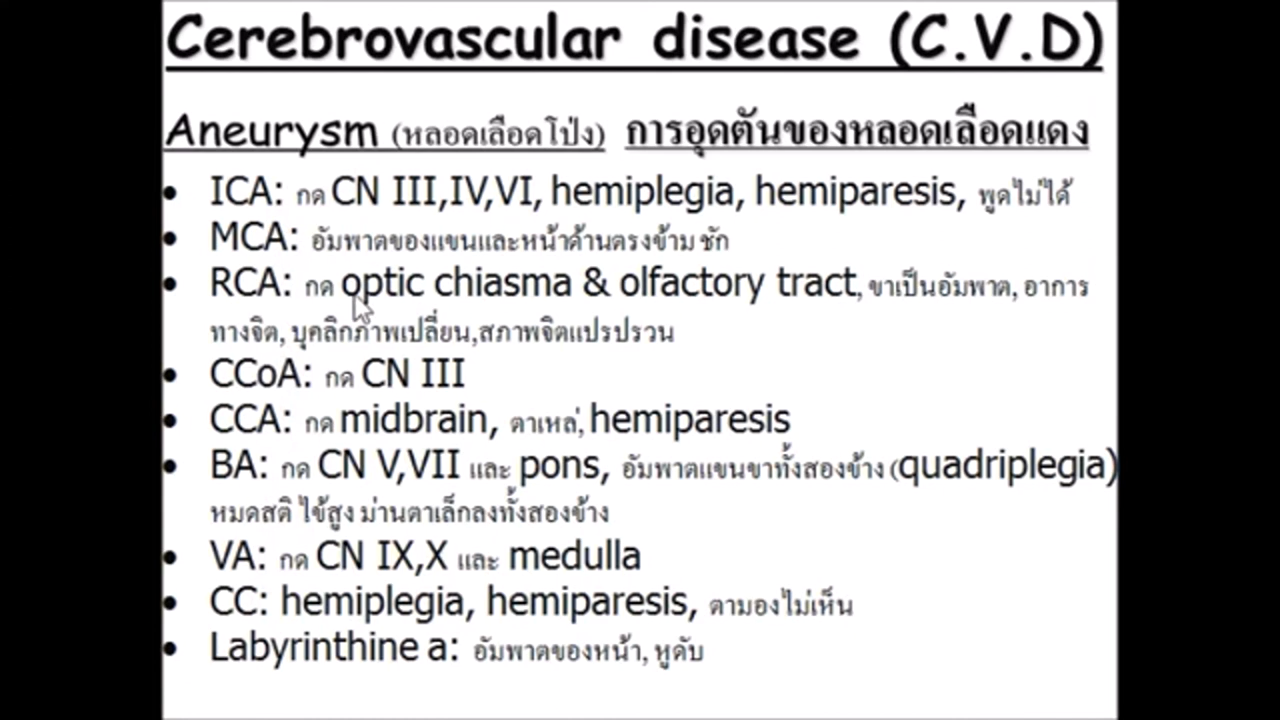 Cerebrovascular disease (C.V.D)
Aneurysm (หลอดเลือดโป่ง) การอุดตันของหลอดเลือดแดง
• ICA: กด CN III,IV,VI, hemiplegia, hemiparesis, พูดไม่ได้
• MCA: อัมพาตของแขนและหน้าด้านตรงข้าม ชัก
• RCA: กด optic chiasma & olfactory tract, ขาเป็นอัมพาต, อาการ
ทางจิต, บุคลิกภาพเปลี่ยน,สภาพจิตแปรปรวน
• CCoA: กด CN III
• CCA: กด midbrain, ตาเหล่, hemiparesis
• BA: กด CN V,VII และ pons, อัมพาตแขนขาทั้งสองข้าง (quadriplegia)
หมดสติ ไข้สูง ม่านตาเล็กลงทั้งสองข้าง
• VA: กด CN IX,X และ medulla
• CC: hemiplegia, hemiparesis, ตามองไม่เห็น
• Labyrinthine a: อัมพาตของหน้า, หูดับ